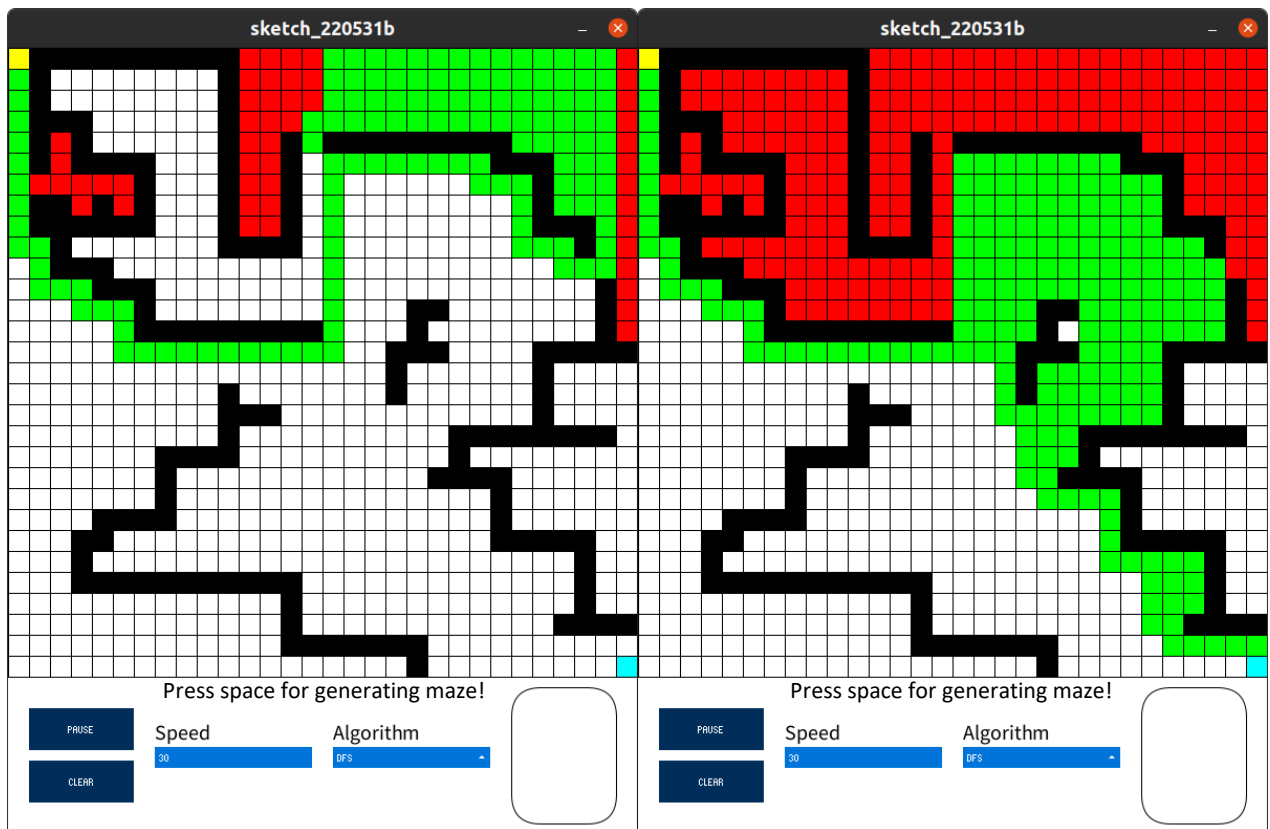 sketch_220531b
Press space for generating maze!
PAUSE
Speed
Algorithm
30
DFS
CLEAR
sketch_220531b
Press space for generating maze!
PAUSE
Speed
Algorithm
30
DFS
CLEAR